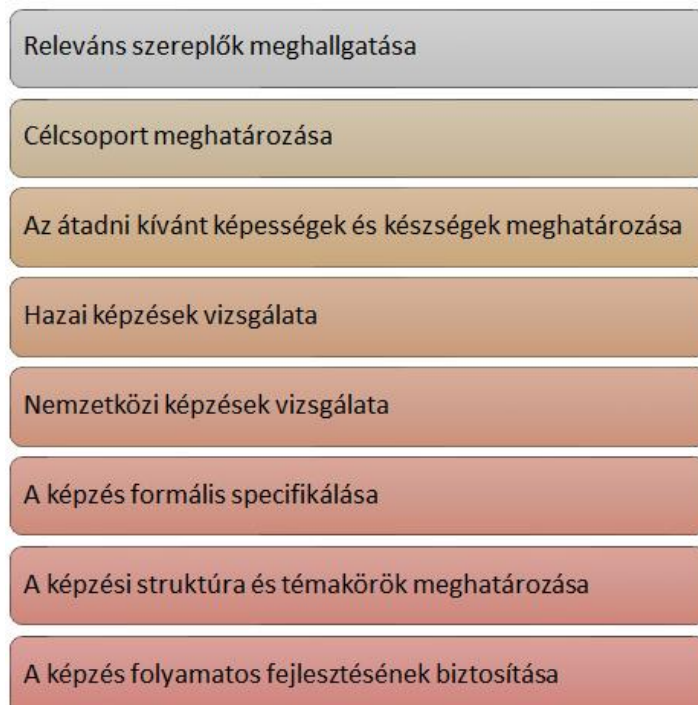 Releváns szereplők meghallgatása
Célcsoport meghatározása
Az átadni kívánt képességek és készségek meghatározása
Hazai képzések vizsgálata
Nemzetközi képzések vizsgálata
A képzés formális specifikálása
A képzési struktúra és témakörök meghatározása
A képzés folyamatos fejlesztésének biztosítása